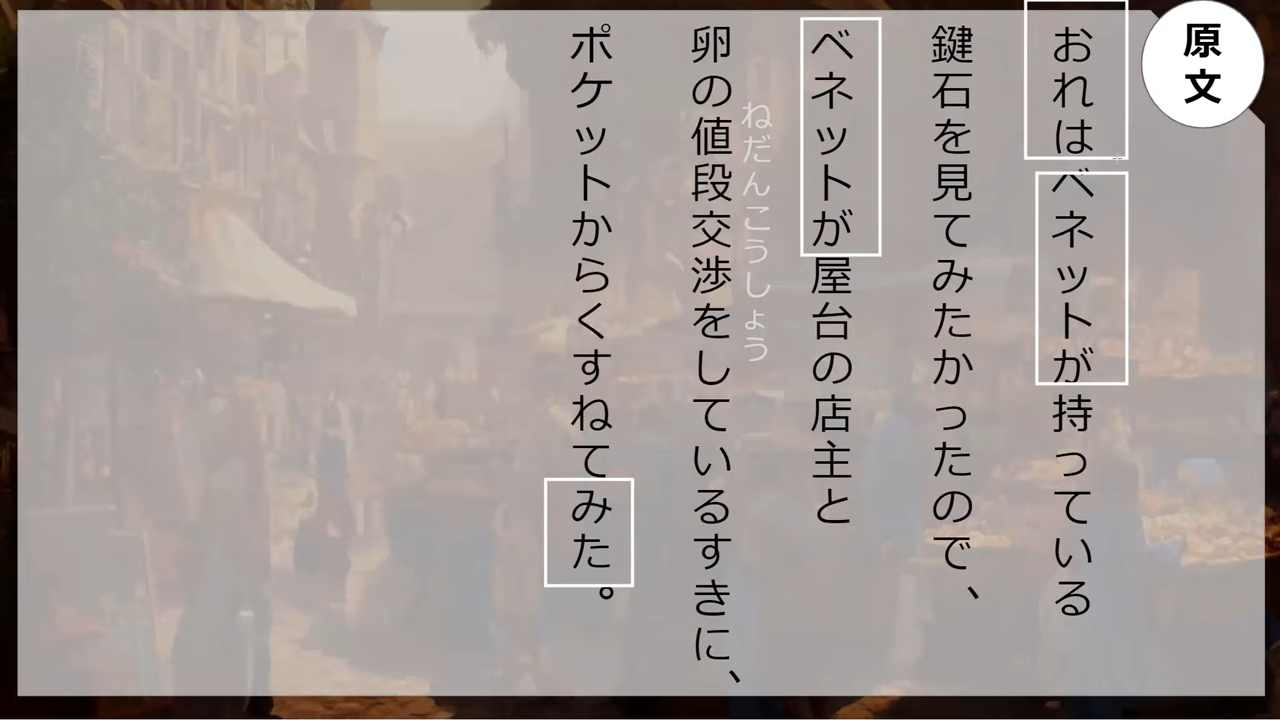 原文
おれはベネットが持っている
鍵石を見てみたかったので、
ベネットが屋台の店主と
ねだんこうしょう
卵の値段交渉をしているすきに、
ポケットからくすねてみた。